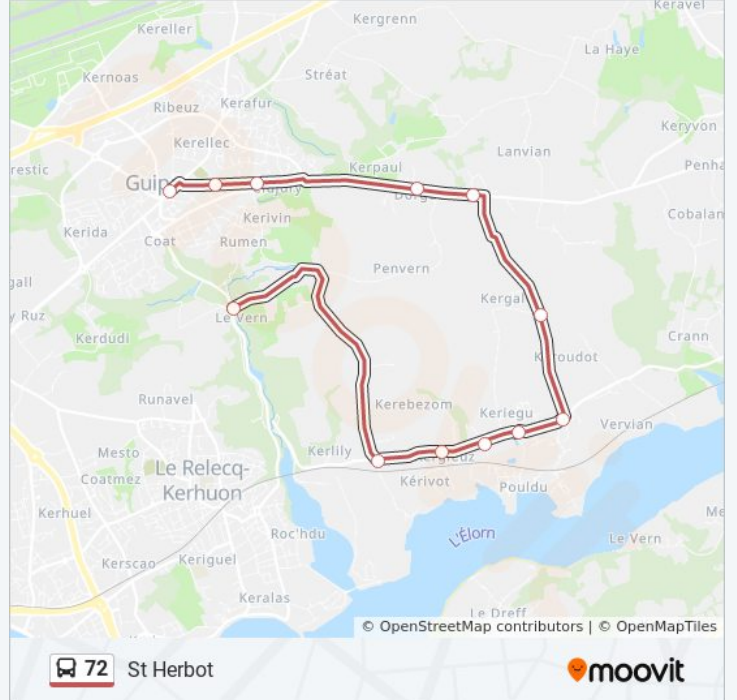 Keravel
Kergrenn
Kereller
La Haye
Stréat
Kernoas
Ribeuz
Kerafur
Keryvon
Kerellec
Lanvian
restic
Kerpaul
Penha
Guip
Kerivin
Cobalan
Kerida
Coat
Rumen
Penvern
gall
Kergal
y Ruz
Le Vern
Crann
Kerdudi
K
oudot
Runavel
Kerebezom
Keriegu
Vervian
Mesto
Kerlily
Le Relecq-
Kerhuon
Coatmez
Kérivot
Pouldu
Kerhuel
Roc'hdu
L'Élorn
Me
Le Vern
Kerscao
Keriguel
Keralas
Le Dreff
© OpenStreetMap contributors | © OpenMapTiles
72 St Herbot
moovit